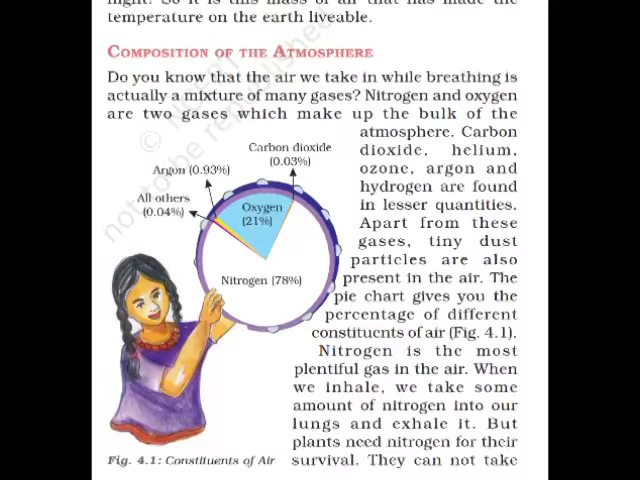 night! So it is this mass of air that has made the
temperature on the earth liveable.
COMPOSITION OF THE ATMOSPHERE
Do you know that the air we take in while breathing is
actually a mixture of many gases? Nitrogen and oxygen
are two gases which make up the bulk of the
atmosphere. Carbon
dioxide, helium,
ozone, argon and
hydrogen are found
in lesser quantities.
Apart from these
gases, tiny dust
particles are also
present in the air. The
pie chart gives you the
percentage of different
constituents of air (Fig. 4.1).
Nitrogen is the most
plentiful gas in the air. When
we inhale, we take some
amount of nitrogen into our
lungs and exhale it. But
plants need nitrogen for their
survival. They can not take
Carbon dioxide
(0.03%)
Argon (0.93%)
All others
(0.04%)
Oxygen
(21%)
Nitrogen (78%)
Fig. 4.1: Constituents of Air
© NCERT
not to be republished